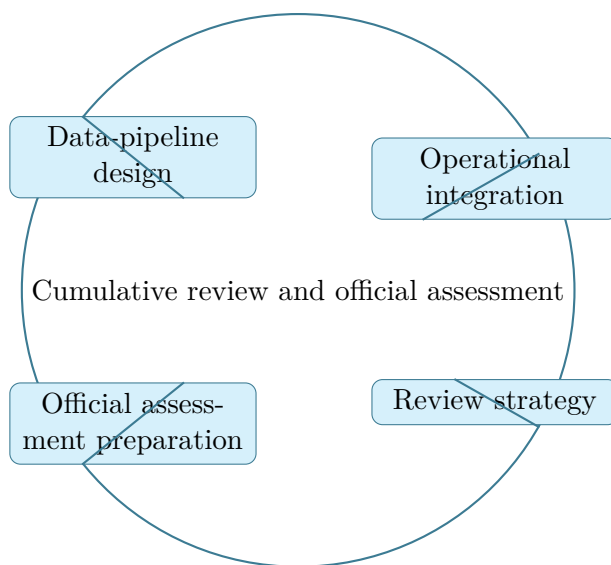 Data-pipeline
design
Operational
integration
Cumulative review and official assessment
Official assess-
ment preparation
Review strategy